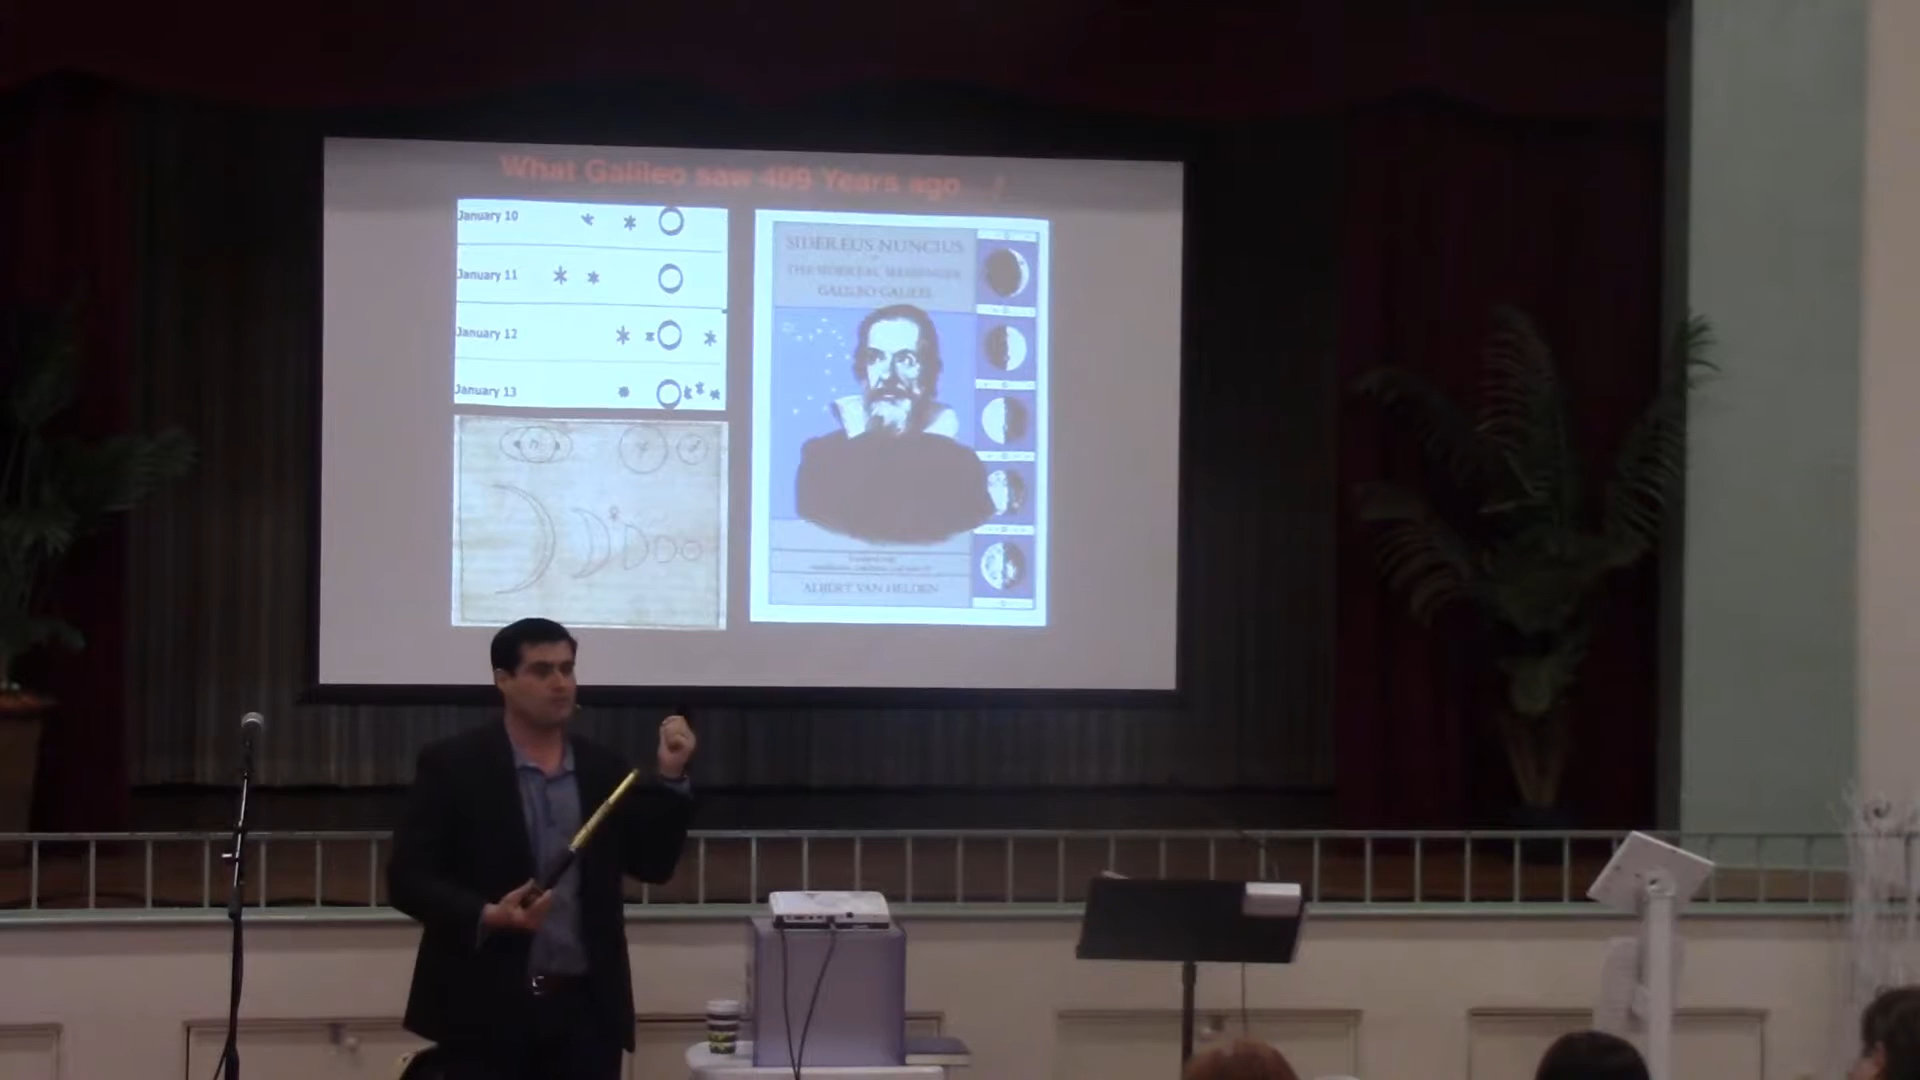 What Galileo saw 409 Years ago
January 10
January 11
January 12
January 13
SIDEREUS NUNCIUS
THE SIDEREAL MESSENGER
GALILEO GALILEI
ALBERT VAN HELDEN